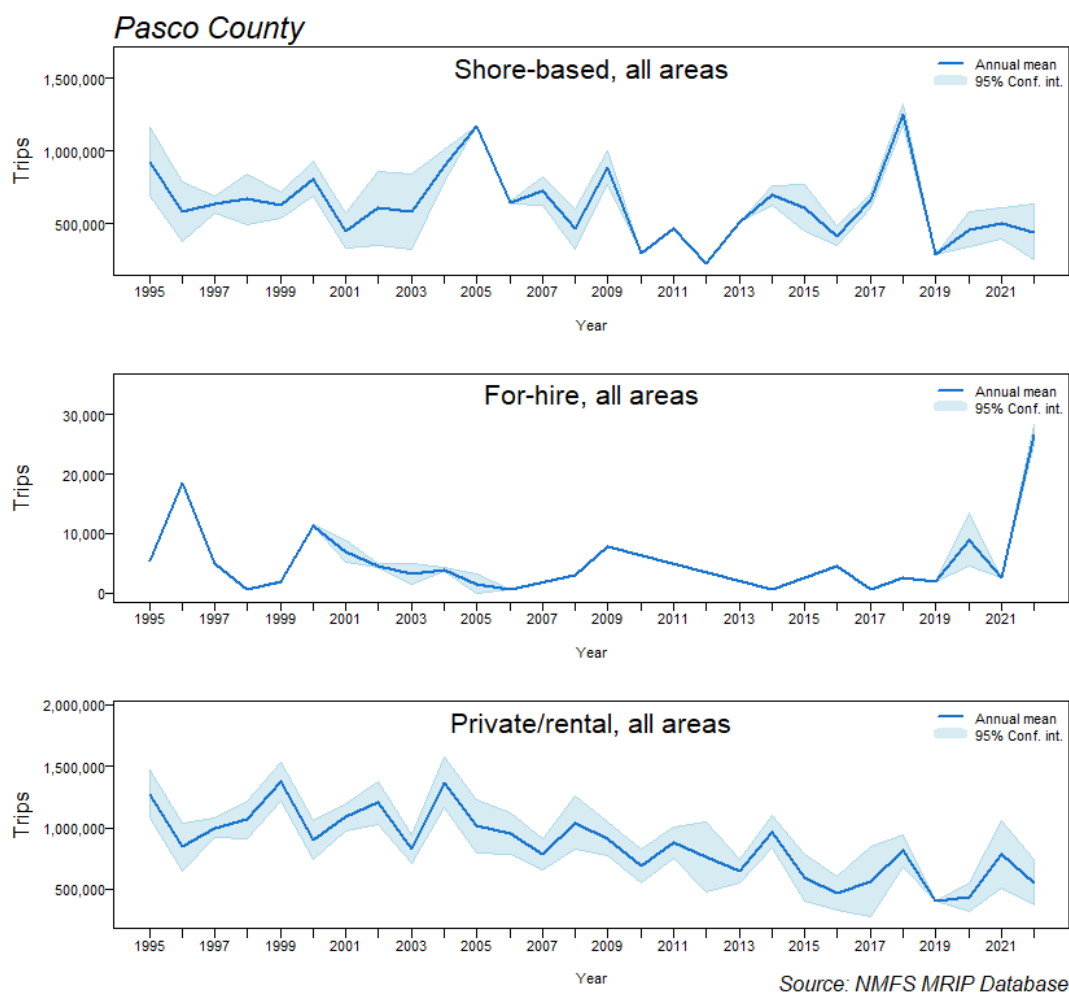 Pasco County
Shore-based, all areas
Annual mean
95% Conf. int.
Trips
1,500,000
1,000,000
500,000
1995 1997 1999 2001 2003 2005 2007 2009 2011 2013 2015 2017 2019 2021
Year
For-hire, all areas
Annual mean
95% Conf. int.
Trips
30,000
20,000
10,000
0
1995 1997 1999 2001 2003 2005 2007 2009 2011 2013 2015 2017 2019 2021
Year
Private/rental, all areas
Annual mean
95% Conf. int.
Trips
2,000,000
1,500,000
1,000,000
500,000
1995 1997 1999 2001 2003 2005 2007 2009 2011 2013 2015 2017 2019 2021
Year
Source: NMFS MRIP Database